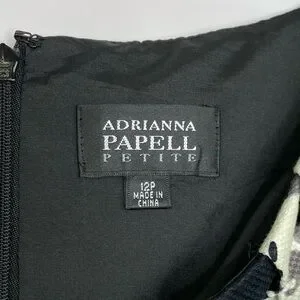 ADRIANNA
PAPELL
PETITE
12P
MADE IN
CHINA